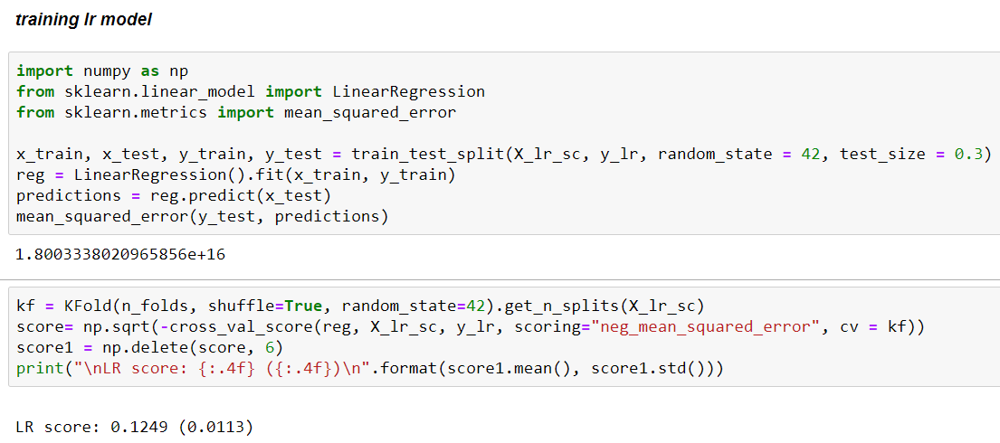 training lr model
import numpy as np
from sklearn.linear_model import LinearRegression
from sklearn.metrics import mean_squared_error
x_train, x_test, y_train, y_test = train_test_split(X_lr_sc, y_lr, random_state = 42, test_size = 0.3)
reg = LinearRegression().fit(x_train, y_train)
predictions = reg.predict(x_test)
mean_squared_error(y_test, predictions)
1.8003338020965856e+16
kf = KFold(n_folds, shuffle=True, random_state=42).get_n_splits(X_lr_sc)
score= np.sqrt(-cross_val_score(reg, X_lr_sc, y_lr, scoring="neg_mean_squared_error", cv = kf))
score1 = np.delete(score, 6)
print("\nLR score: {:.4f} ({:.4f})\n".format(score1.mean(), score1.std()))
LR score: 0.1249 (0.0113)